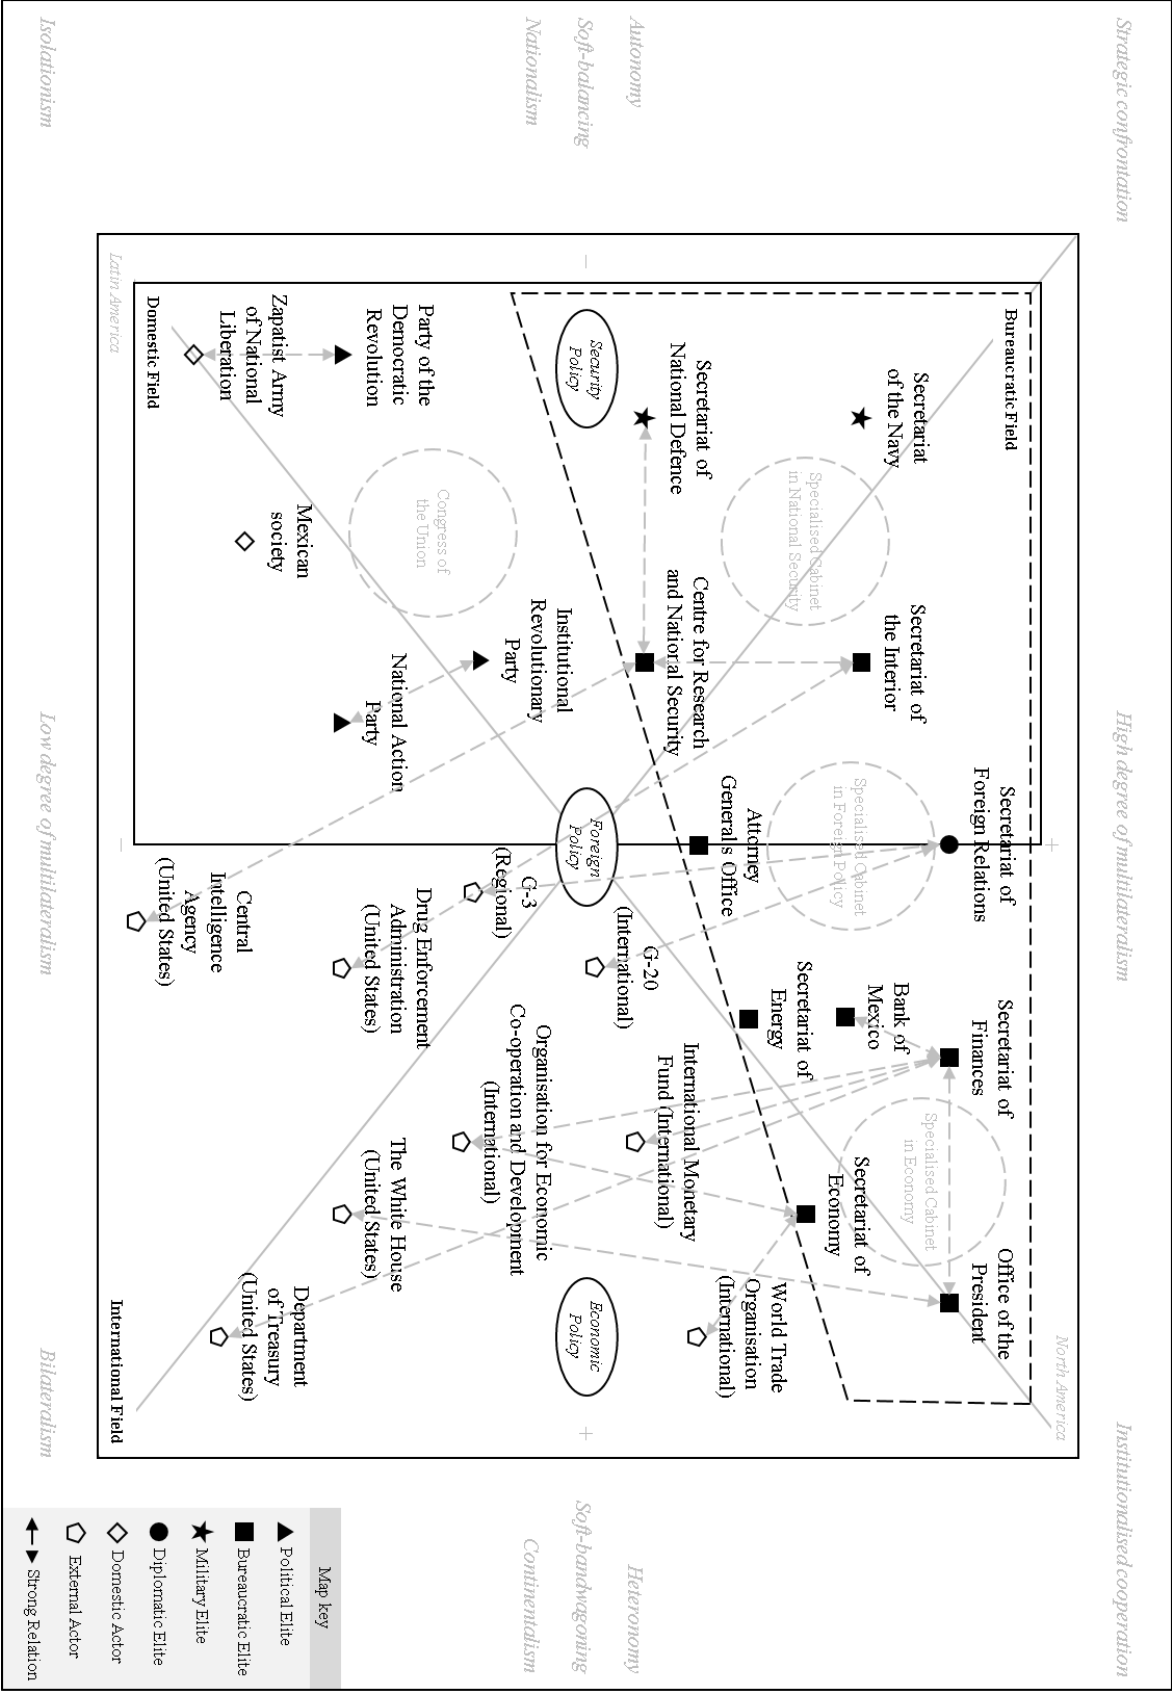 Strategic confrontation
High degree of multilateralism
Institutionalised cooperation
North America
+
Bureaucratic Field
Secretariat of
Foreign Relations
Secretariat of
Finances
Office of the
President
Secretariat
of the Navy
Secretariat of
the Interior
Specialised Cabinet
in Economy
Specialised Cabinet
in National Security
Specialised Cabinet
in Foreign Policy
Bank of
Mexico
Secretariat of
Economy
Secretariat of
National Defence
Centre for Research
and National Security
Attorney
General's Office
Secretariat of
Energy
World Trade
Organisation
(International)
International Monetary
Fund (International)
G-20
(International)
Autonomy
Soft-balancing
Nationalism
−
Security
Policy
Foreign
Policy
Economic
Policy
+
Heteronomy
Soft-bandwagoning
Continentalism
Institutional
Revolutionary
Party
G-3
(Regional)
Organisation for Economic
Co-operation and Development
(International)
Party of the
Democratic
Revolution
Congress of
the Union
National Action
Party
Drug Enforcement
Administration
(United States)
The White House
(United States)
Zapatist Army
of National
Liberation
Mexican
society
Central
Intelligence
Agency
(United States)
Department
of Treasury
(United States)
Domestic Field
International Field
Latin America
−
Isolationism
Low degree of multilateralism
Bilateralism
Map key
Political Elite
Bureaucratic Elite
Military Elite
Diplomatic Elite
Domestic Actor
External Actor
Strong Relation